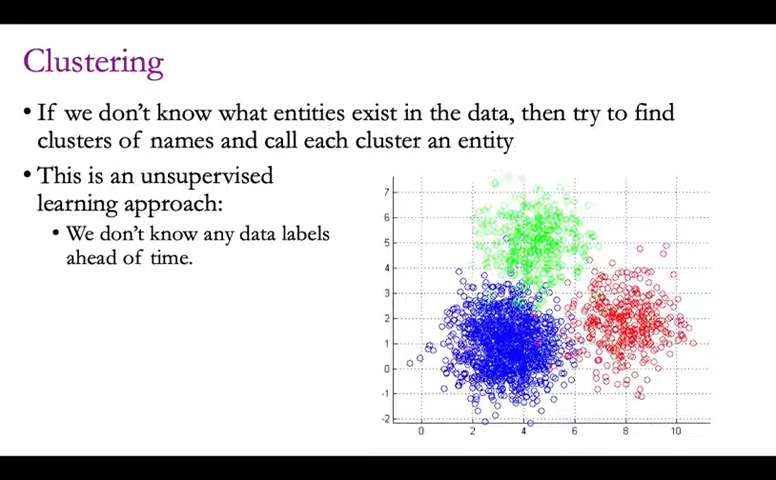 Clustering
• If we don't know what entities exist in the data, then try to find
clusters of names and call each cluster an entity
• This is an unsupervised
learning approach:
• We don't know any data labels
ahead of time.
7
6
5
4
3
2
1
0
-1
-2
0 2 4 6 8 10